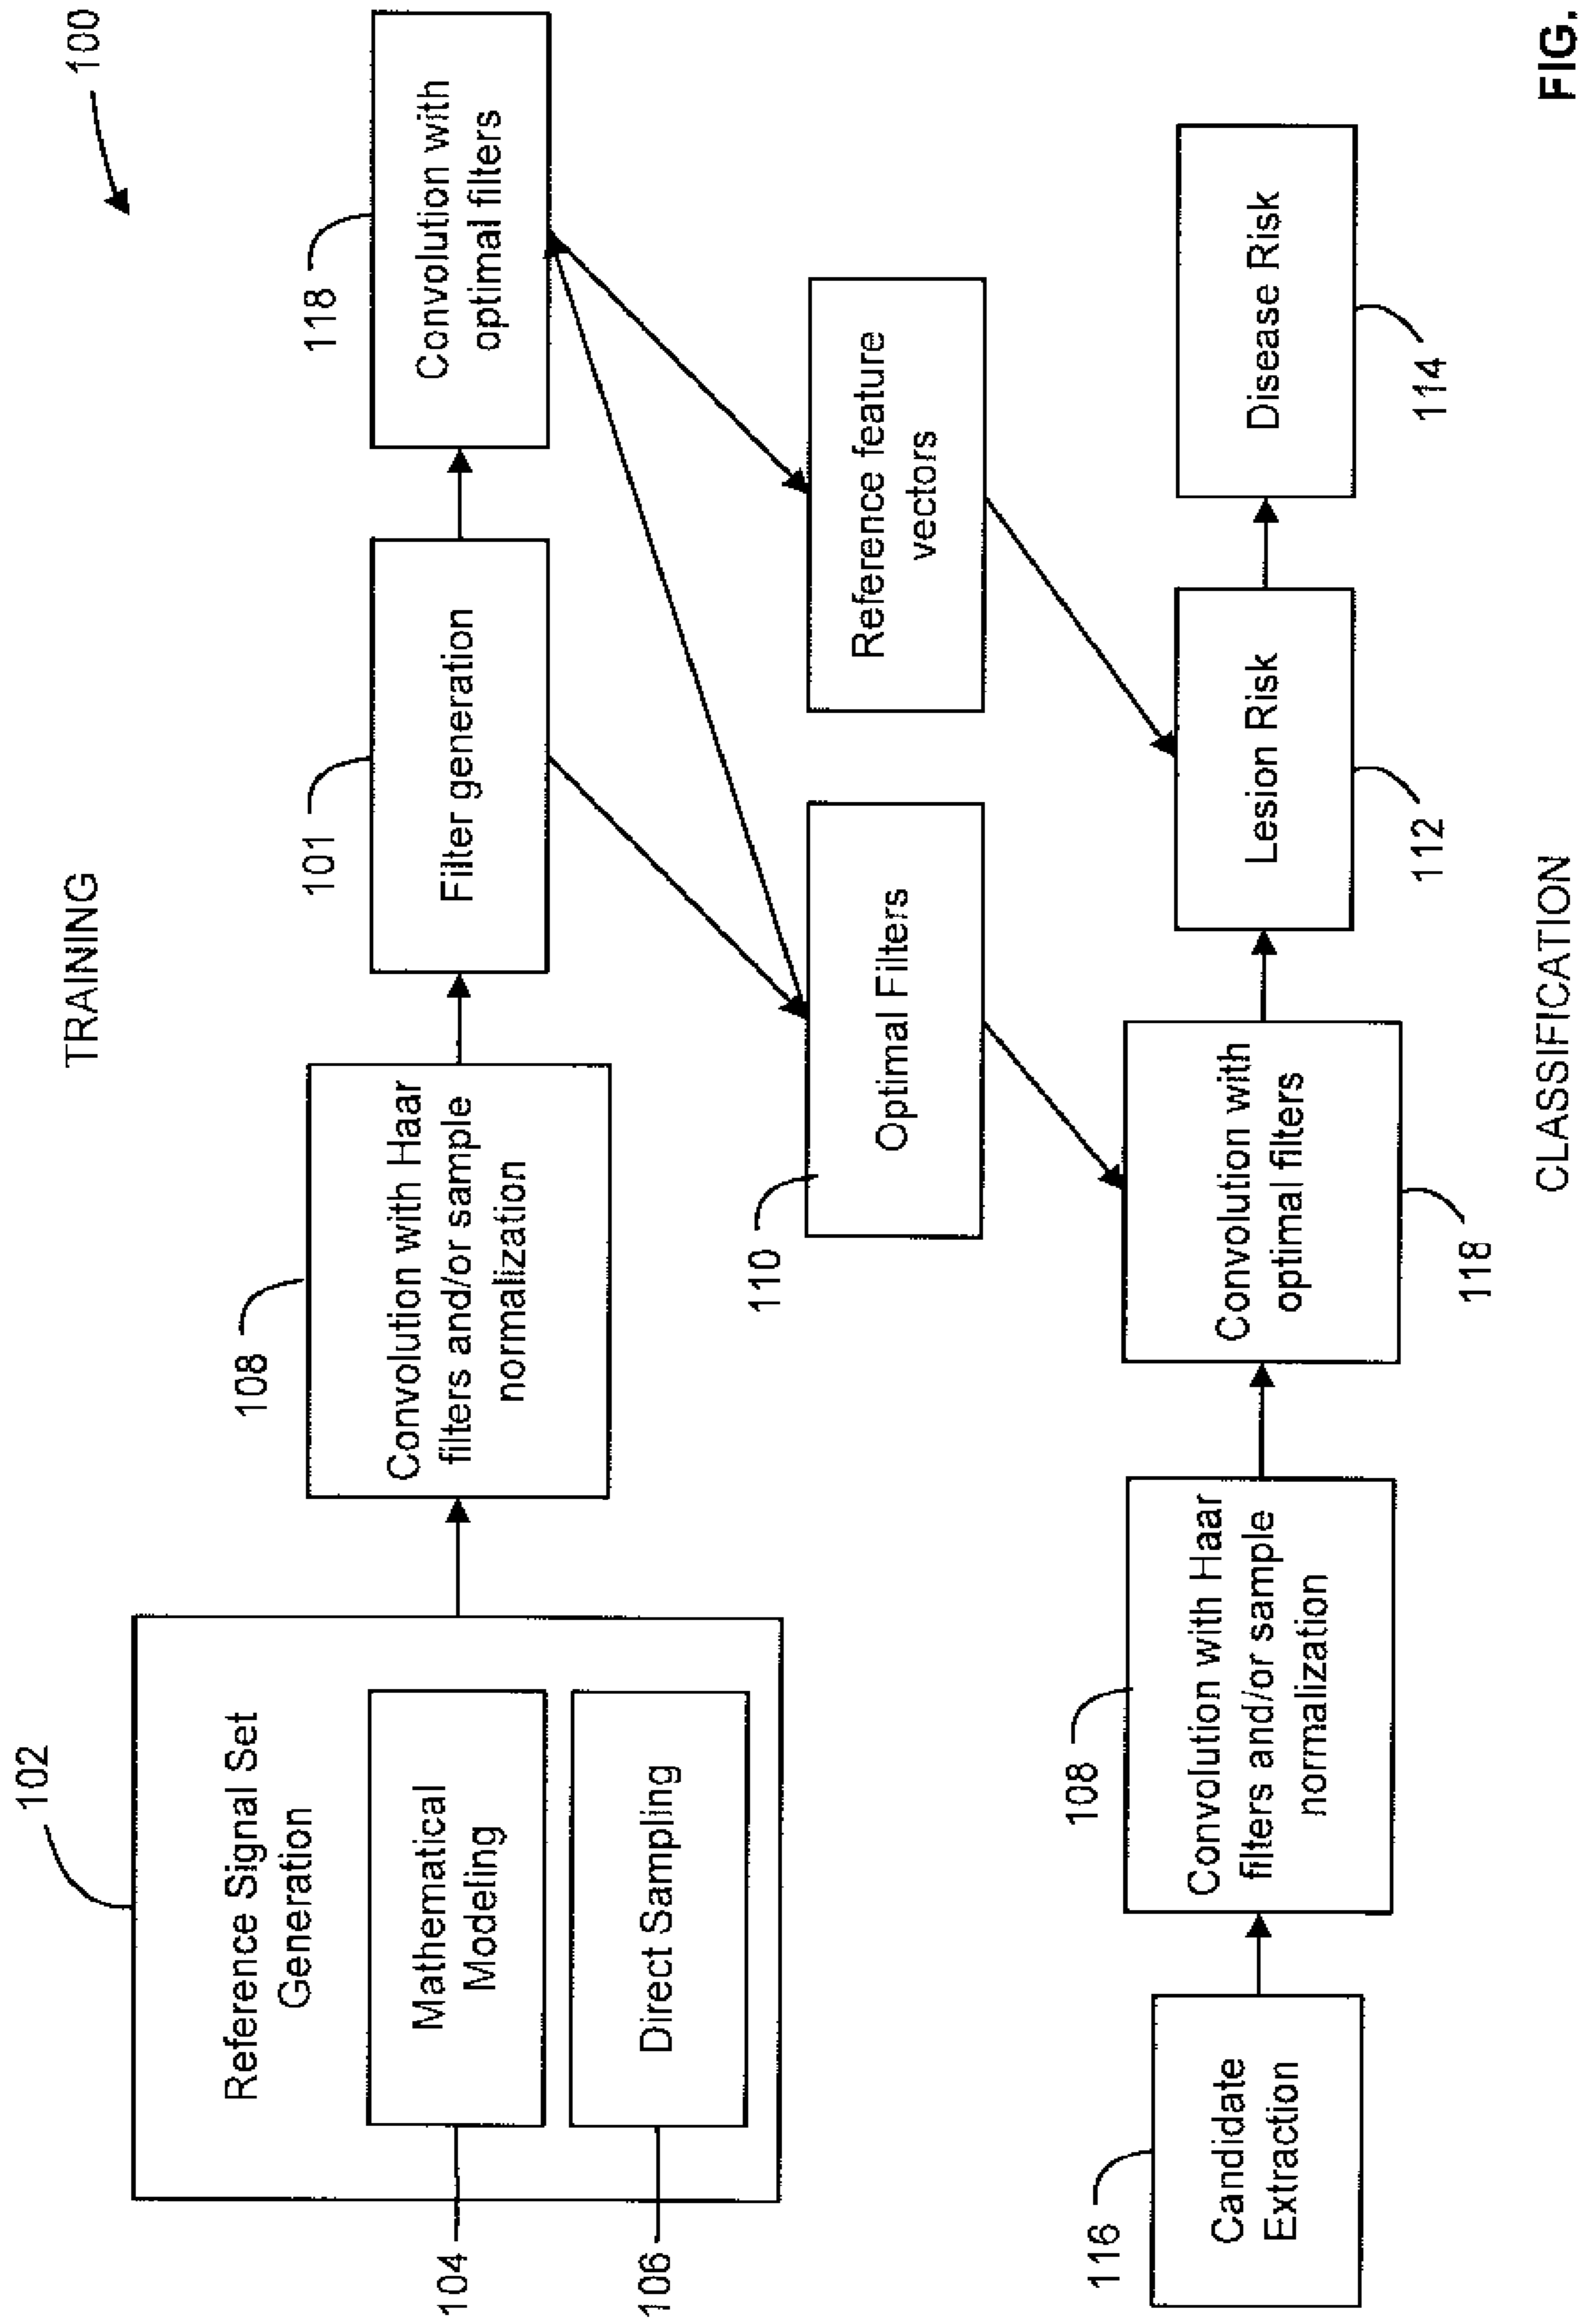 100
TRAINING
102
Reference Signal Set
Generation
104
Mathematical
Modeling
106
Direct Sampling
108
Convolution with Haar
filters and/or sample
normalization
101
Filter generation
118
Convolution with
optimal filters
110
Optimal Filters
Reference feature
vectors
116
Candidate
Extraction
108
Convolution with Haar
filters and/or sample
normalization
Convolution with
optimal filters
118
Lesion Risk
112
Disease Risk
114
CLASSIFICATION
FIG.